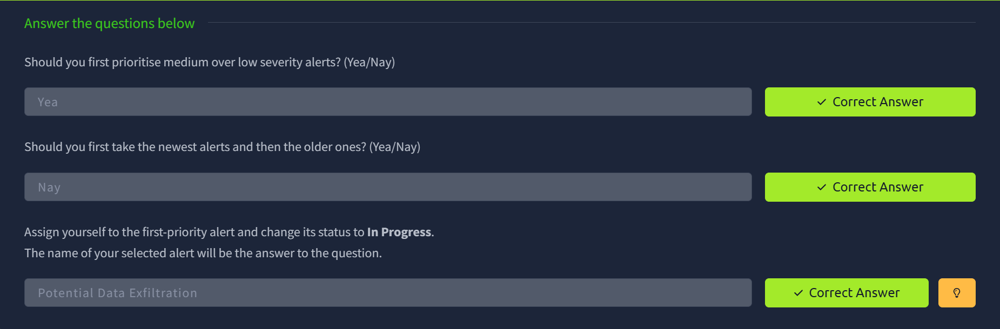 Answer the questions below
Should you first prioritise medium over low severity alerts? (Yea/Nay)
Yea
Correct Answer
Should you first take the newest alerts and then the older ones? (Yea/Nay)
Nay
Correct Answer
Assign yourself to the first-priority alert and change its status to In Progress.
The name of your selected alert will be the answer to the question.
Potential Data Exfiltration
Correct Answer